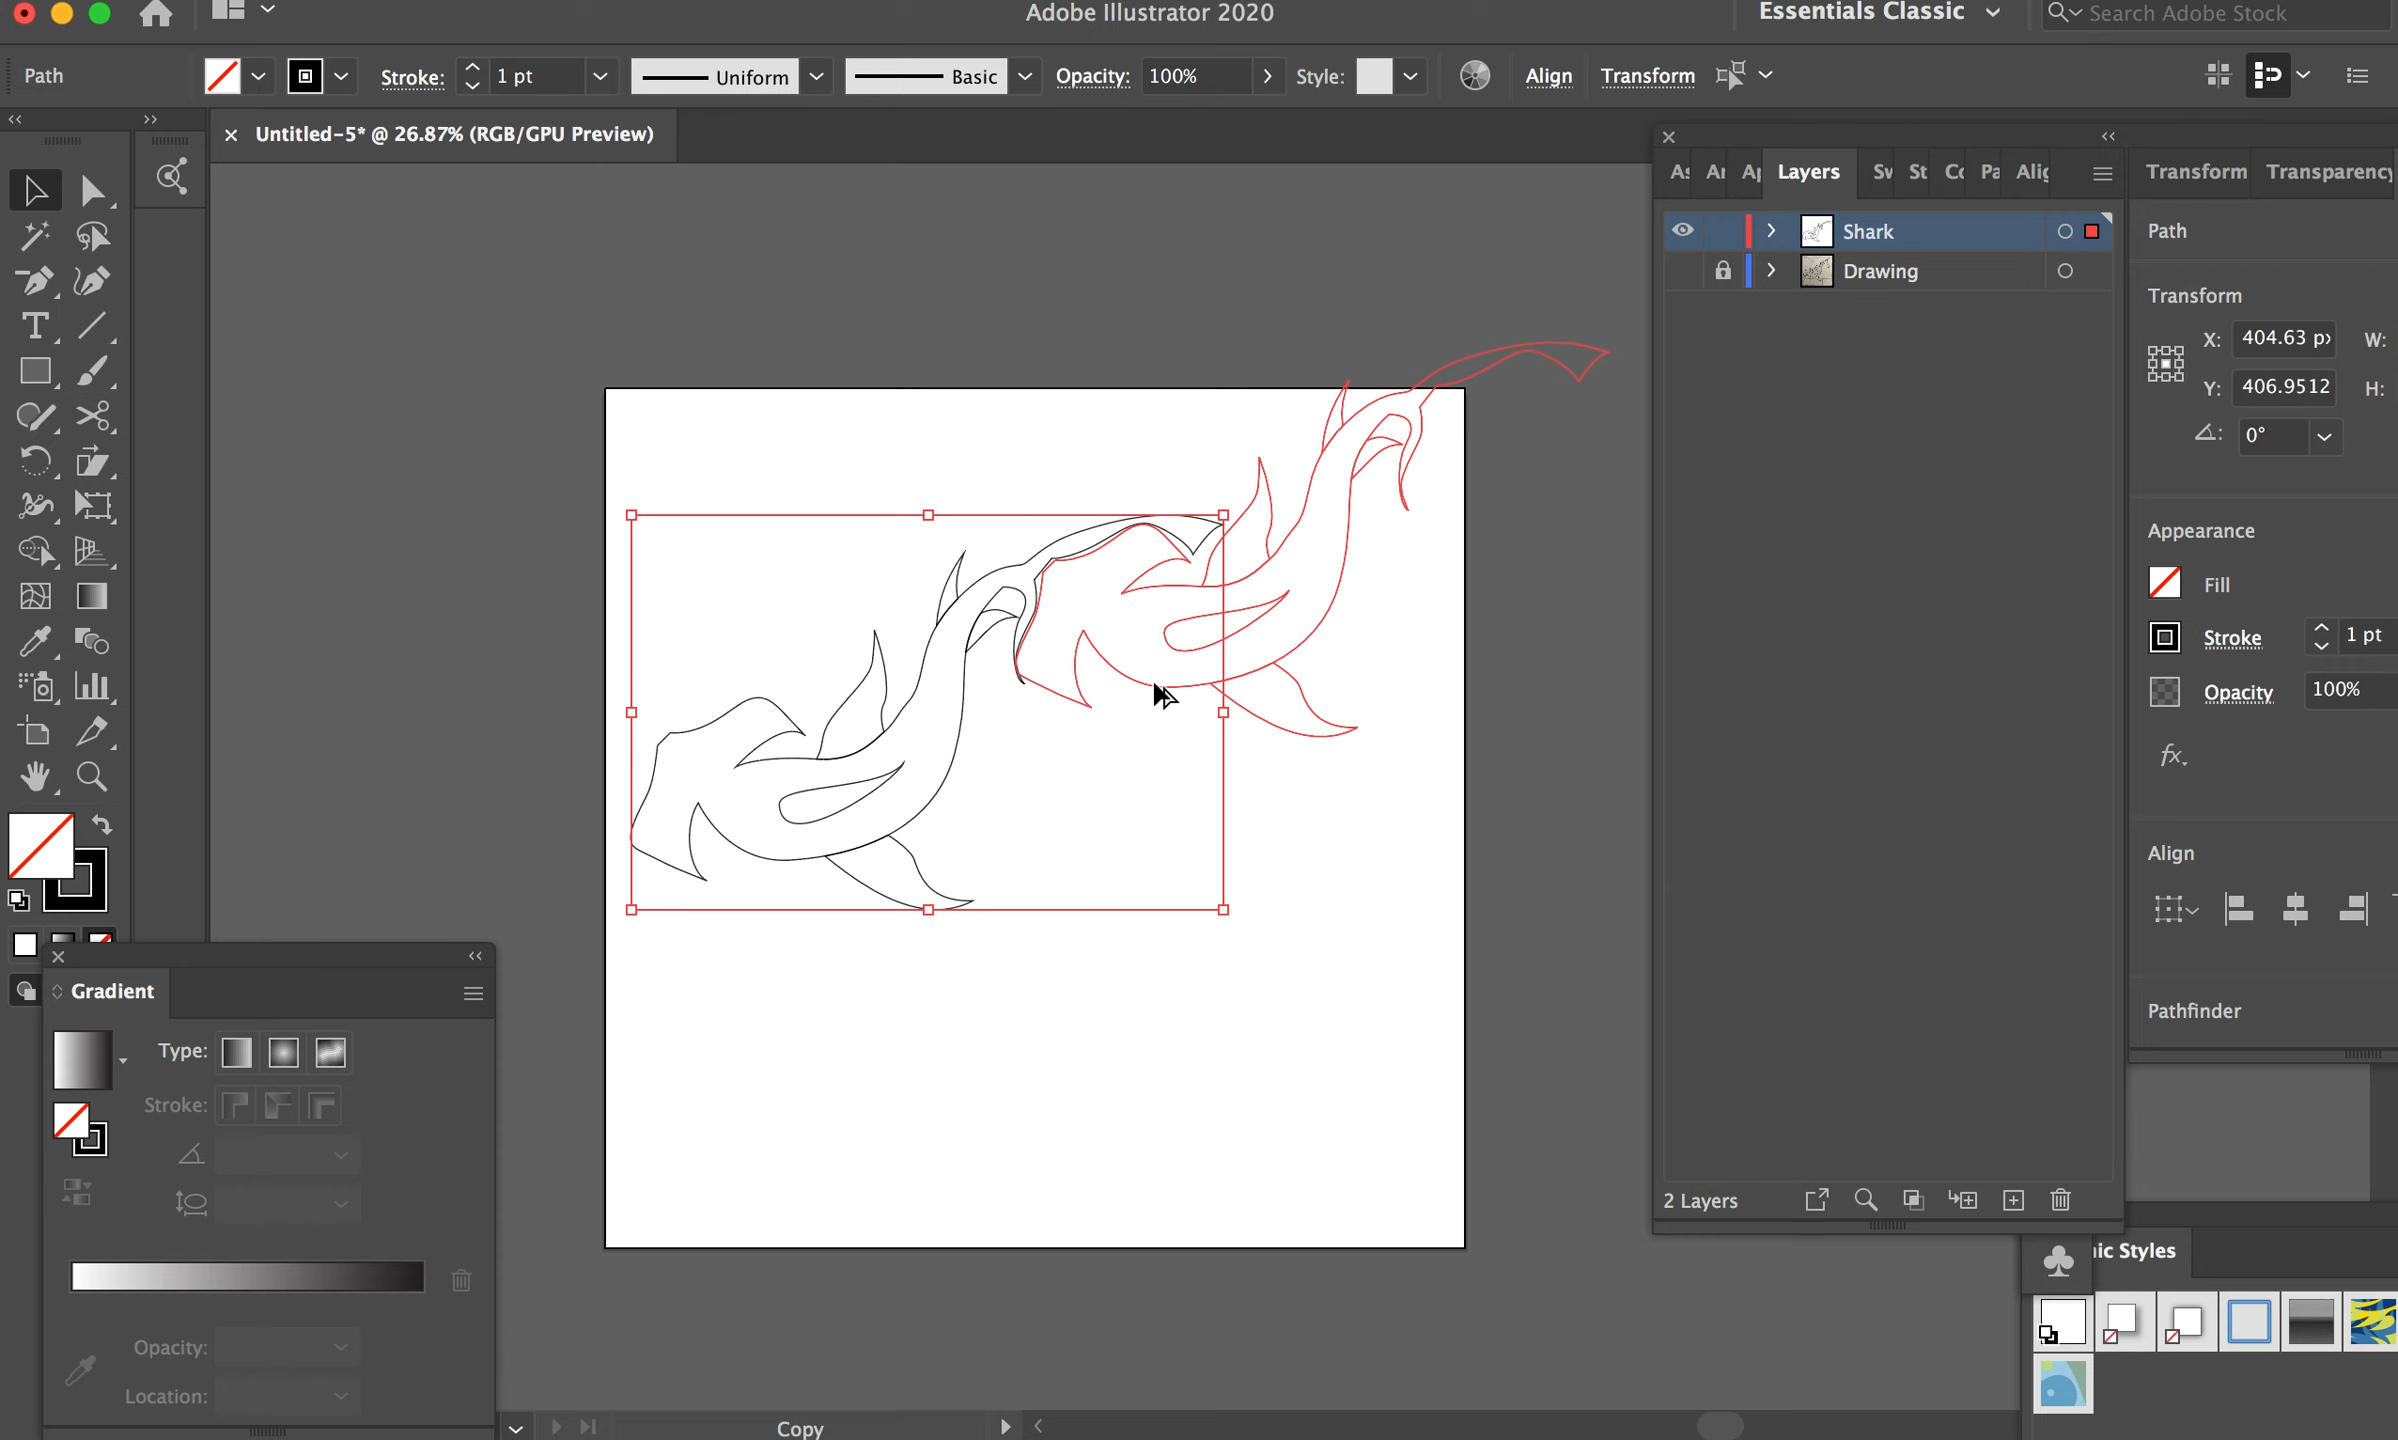 Adobe Illustrator 2020
Essentials Classic
Search Adobe Stock
Path
Stroke:
1 pt
Uniform
Basic
Opacity:
100%
Style:
Align
Transform
Untitled-5* @ 26.87% (RGB/GPU Preview)
Layers
Transform
Transparency
Shark
Drawing
Path
Transform
X:
404.63 px
W:
Y:
406.9512
H:
0°
Appearance
Fill
Stroke
1 pt
Opacity
100%
fx.
Align
Pathfinder
2 Layers
Gradient
Type:
Stroke:
Opacity:
Location:
ic Styles
Copy